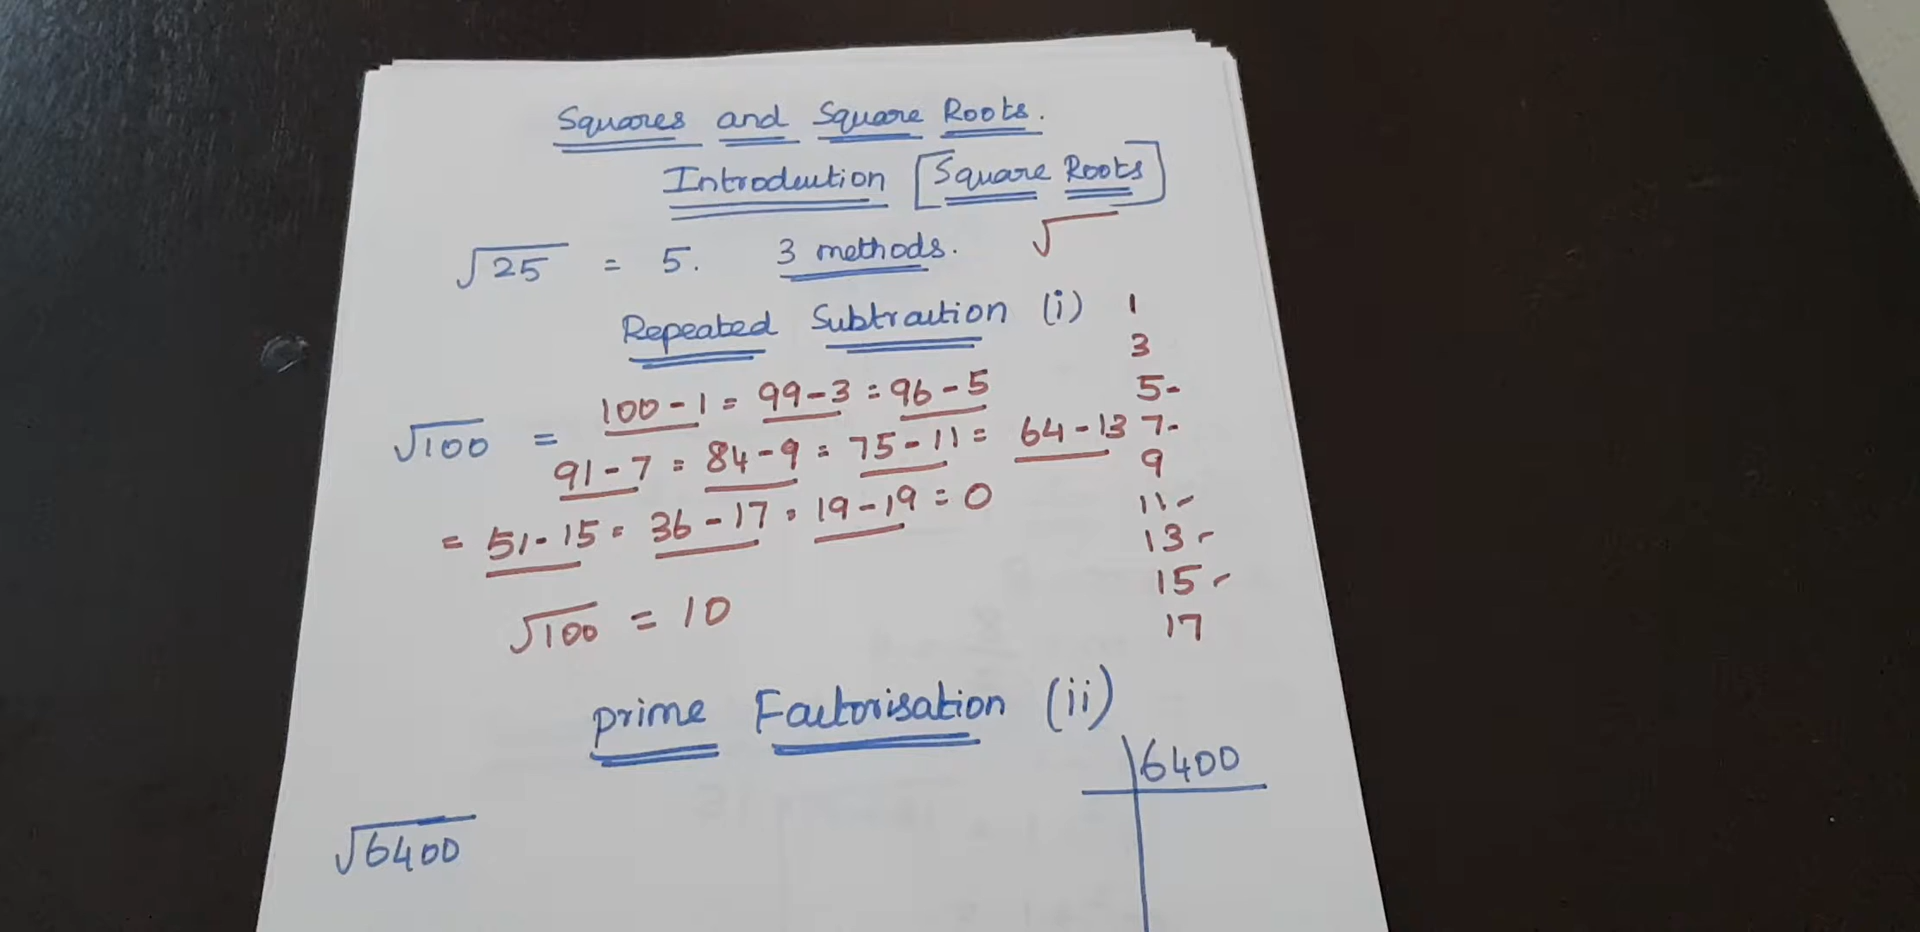 Squares and Square Roots.
Introduction [Square Roots]
√25 = 5. 3 methods. √
Repeated Subtraction (i)
1
3
5-
7-
9
11-
13-
15-
17
√100 = 100-1 = 99-3 = 96-5
91-7 = 84-9 = 75-11 = 64-13
= 51-15 = 36-17 = 19-19 = 0
√100 = 10
prime Factorisation (ii)
6400
√6400